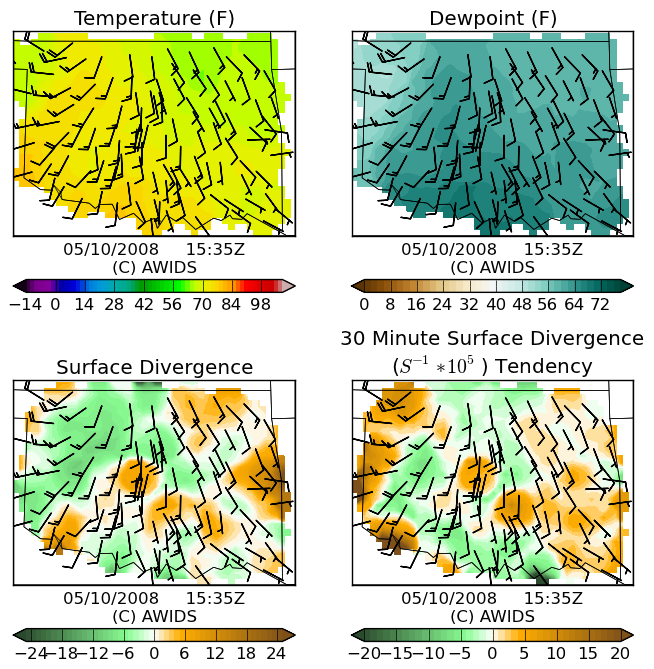 Temperature (F)
Dewpoint (F)
05/10/2008 15:35Z
(C) AWIDS
05/10/2008 15:35Z
(C) AWIDS
−14 0 14 28 42 56 70 84 98
0 8 16 24 32 40 48 56 64 72
Surface Divergence
30 Minute Surface Divergence
(S⁻¹ ∗10⁵ ) Tendency
05/10/2008 15:35Z
(C) AWIDS
05/10/2008 15:35Z
(C) AWIDS
−24 −18 −12 −6 0 6 12 18 24
−20 −15 −10 −5 0 5 10 15 20